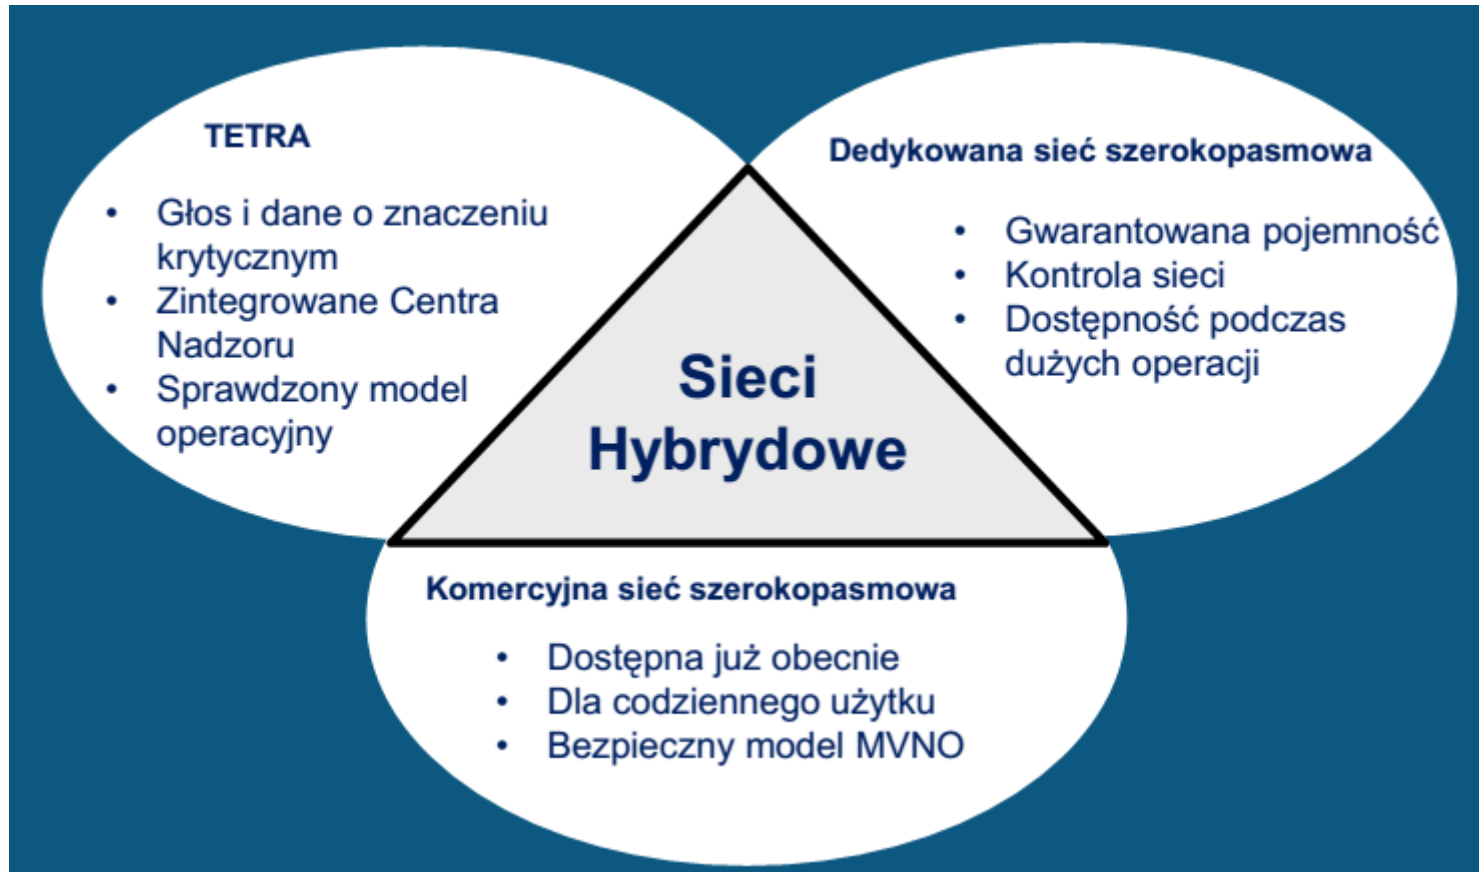 TETRA
• Głos i dane o znaczeniu
krytycznym
• Zintegrowane Centra
Nadzoru
• Sprawdzony model
operacyjny
Dedykowana sieć szerokopasmowa
• Gwarantowana pojemność
• Kontrola sieci
• Dostępność podczas
dużych operacji
Sieci
Hybrydowe
Komercyjna sieć szerokopasmowa
• Dostępna już obecnie
• Dla codziennego użytku
• Bezpieczny model MVNO